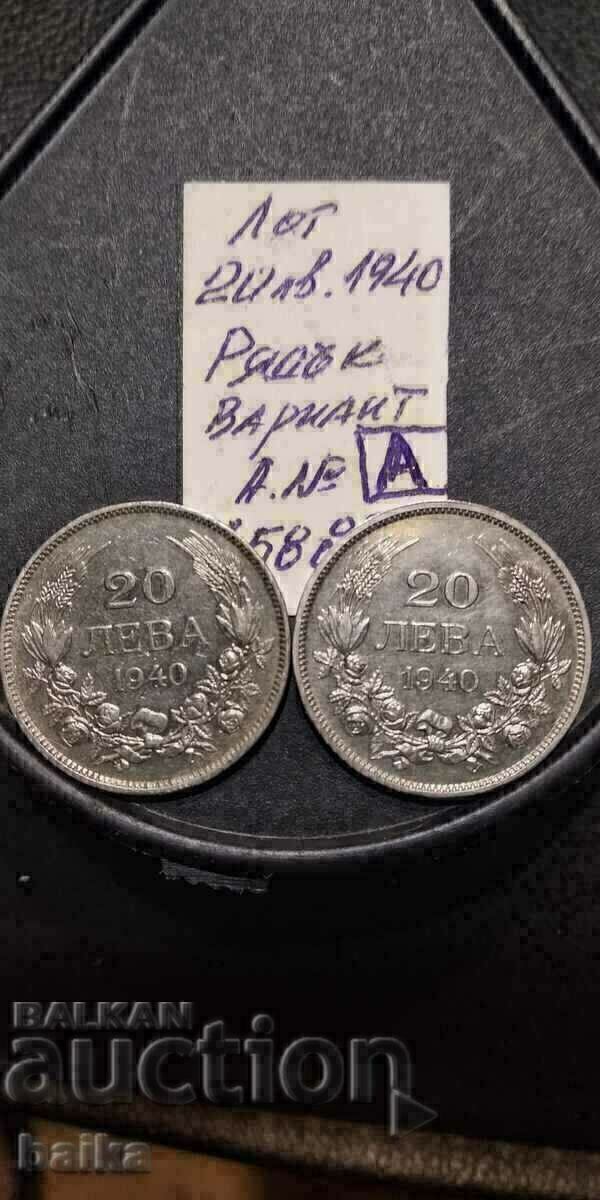 Лот
20лв. 1940
Рядък
Вариант
А.№ А
20
ЛЕВА
1940
20
ЛЕВА
1940
BALKAN
auction
baika